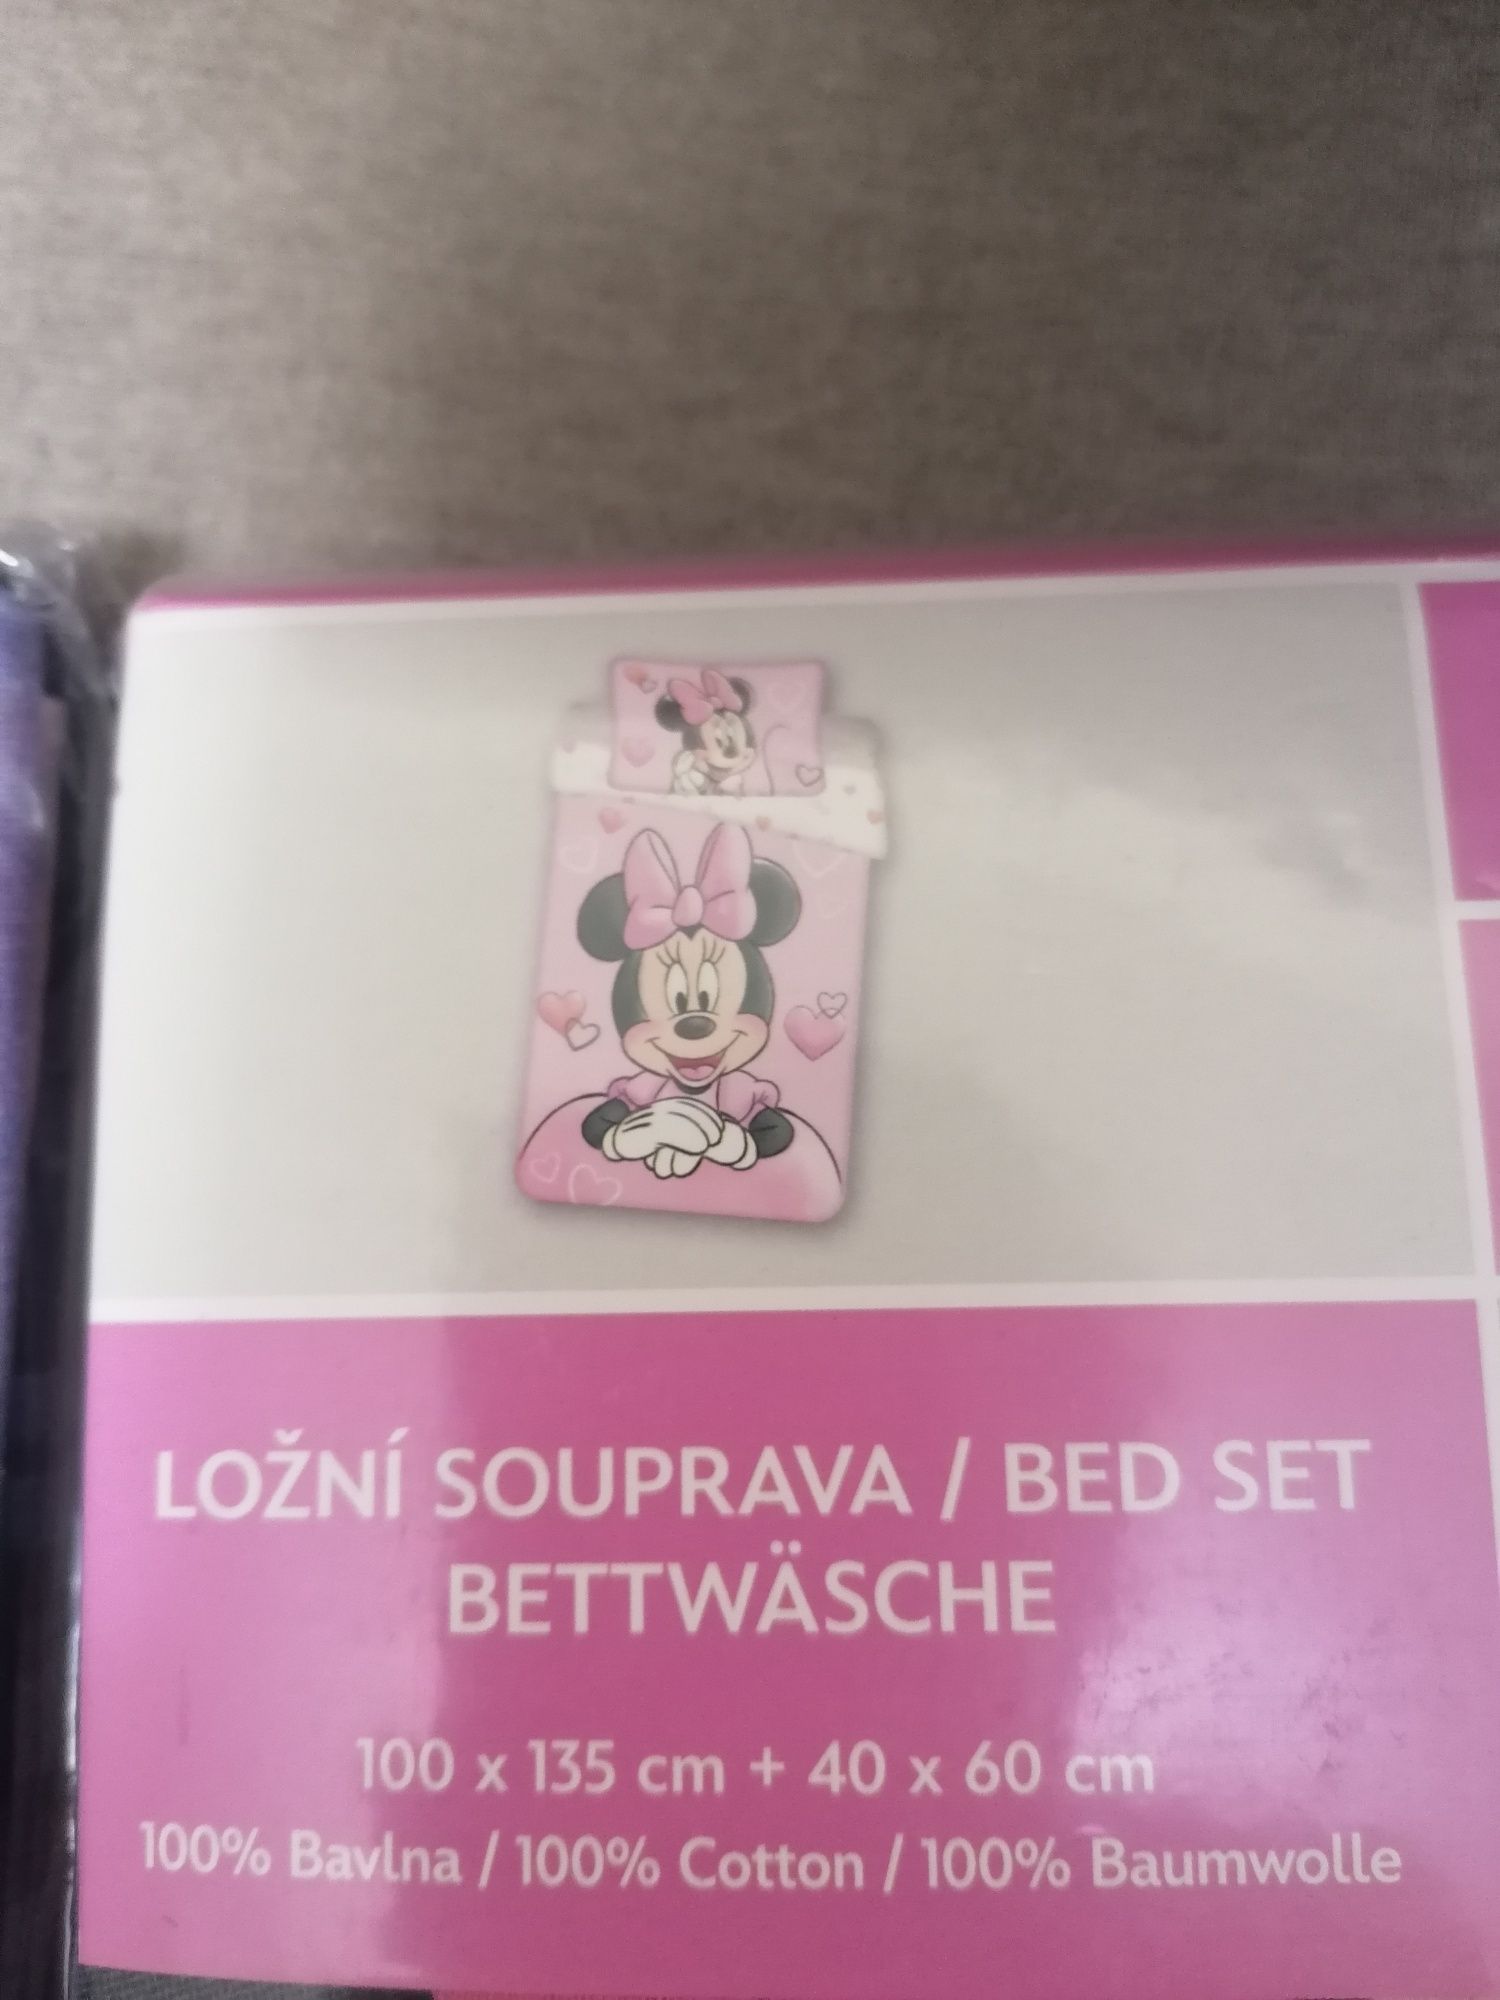 LOŽNÍ SOUPRAVA / BED SET
BETTWÄSCHE
100 x 135 cm + 40 x 60 cm
100% Bavlna / 100% Cotton / 100% Baumwolle